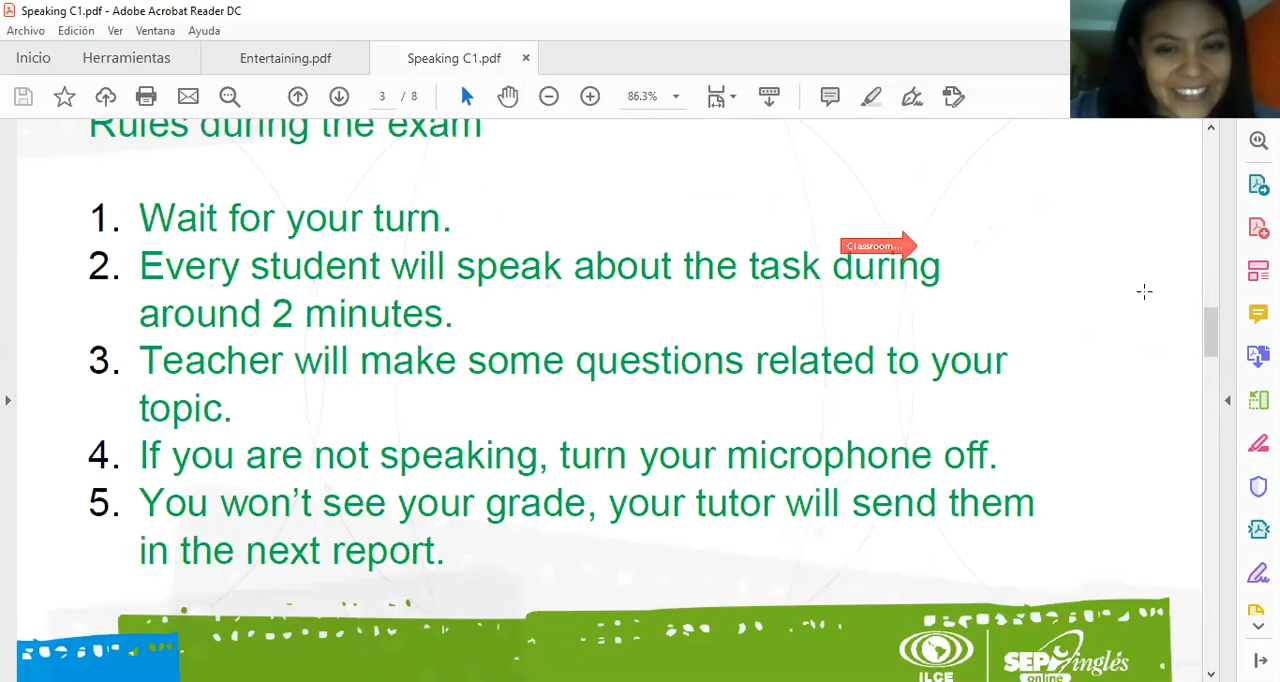 Speaking C1.pdf - Adobe Acrobat Reader DC
Archivo Edición Ver Ventana Ayuda
Inicio Herramientas Entertaining.pdf Speaking C1.pdf ×
3 / 8 86.3%
Rules during the exam
1. Wait for your turn.
Classroom...
2. Every student will speak about the task during
around 2 minutes.
3. Teacher will make some questions related to your
topic.
4. If you are not speaking, turn your microphone off.
5. You won't see your grade, your tutor will send them
in the next report.
ILCE
SEP inglés
online